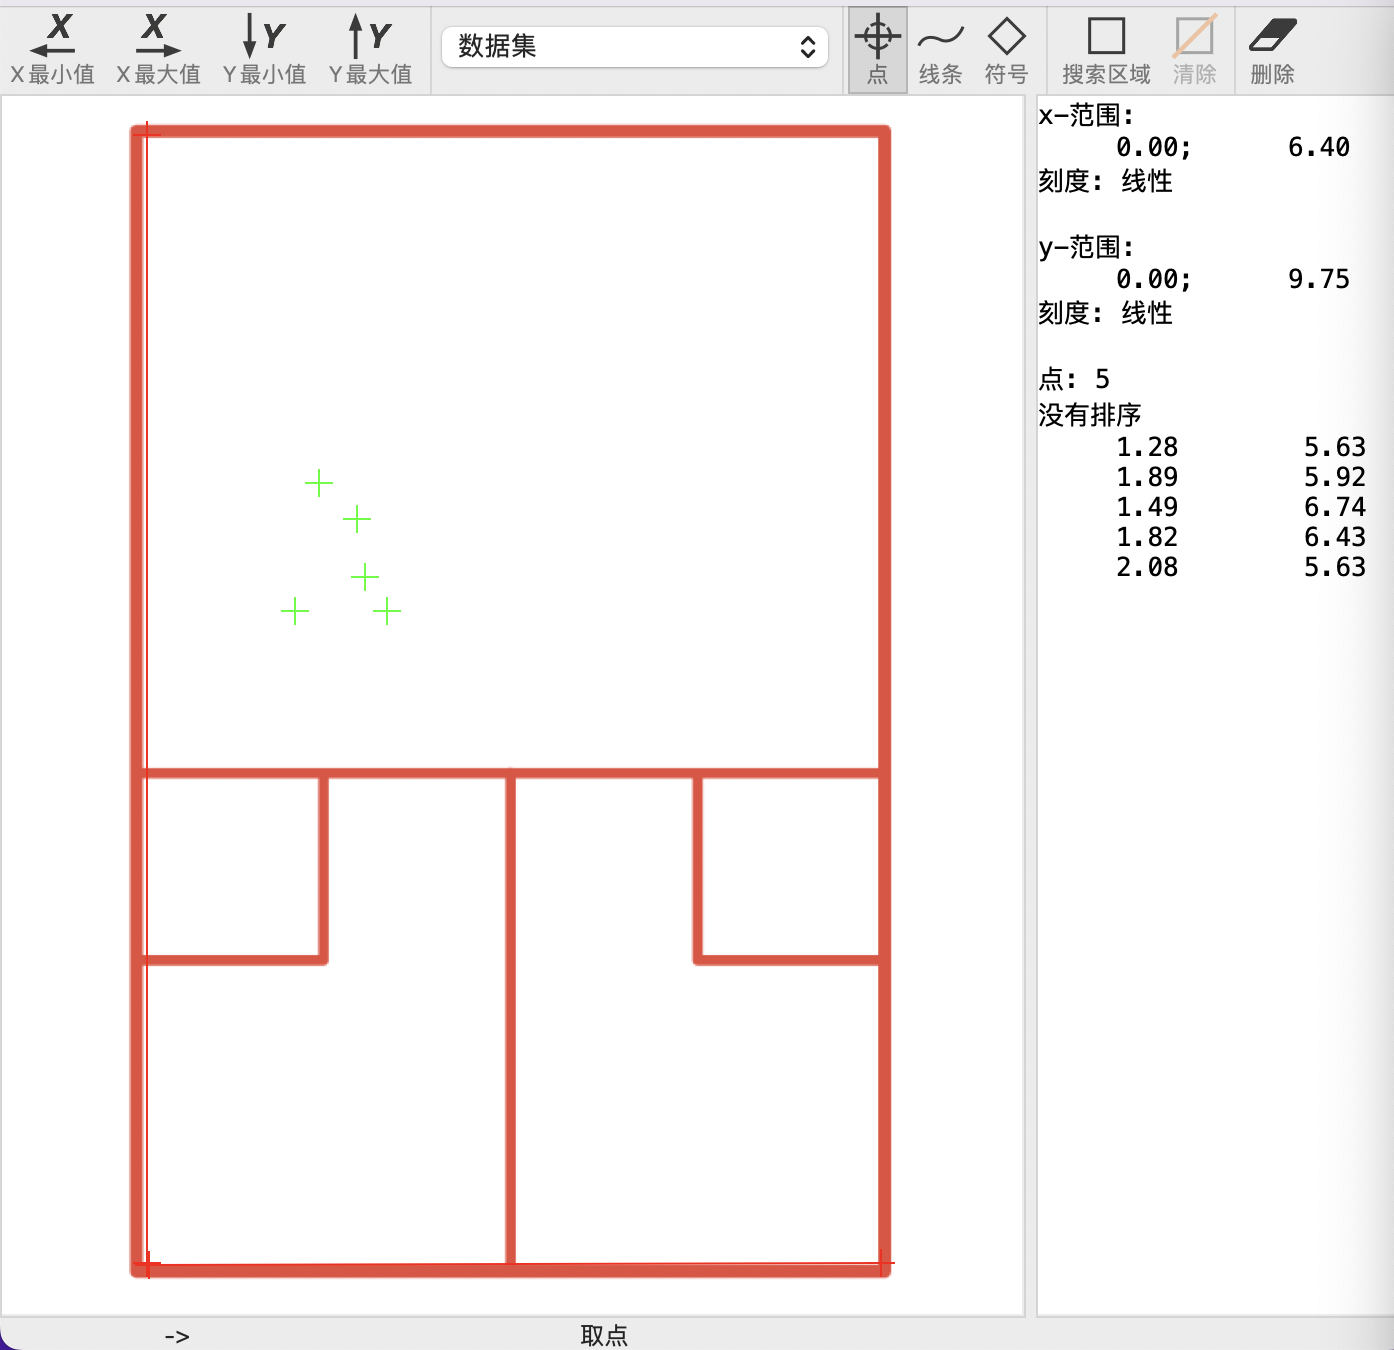 X X Y Y
X 最小值 X 最大值 Y 最小值 Y 最大值
数据集
点 线条 符号 搜索区域 清除 删除
x-范围:
0.00; 6.40
刻度: 线性
y-范围:
0.00; 9.75
刻度: 线性
点: 5
没有排序
1.28 5.63
1.89 5.92
1.49 6.74
1.82 6.43
2.08 5.63
-> 取点